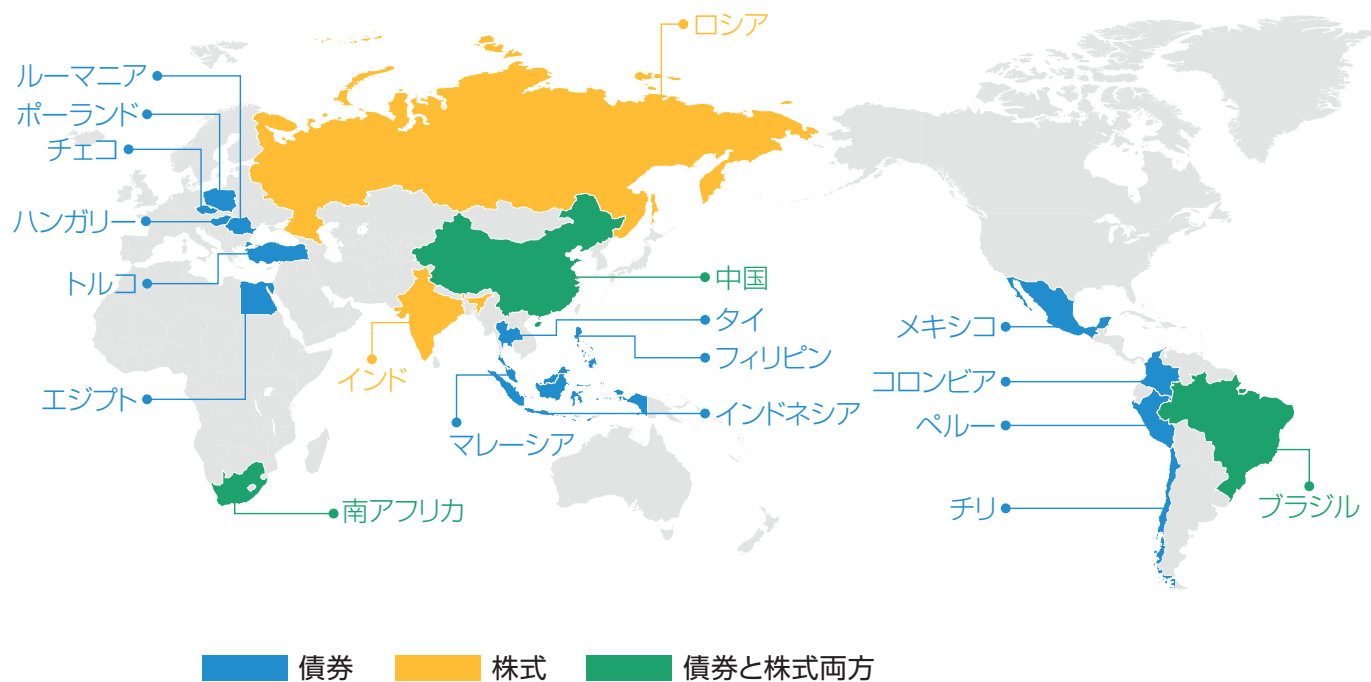 ロシア
ルーマニア
ポーランド
チェコ
ハンガリー
トルコ
エジプト
南アフリカ
インド
中国
タイ
フィリピン
インドネシア
マレーシア
メキシコ
コロンビア
ペルー
チリ
ブラジル
債券
株式
債券と株式両方